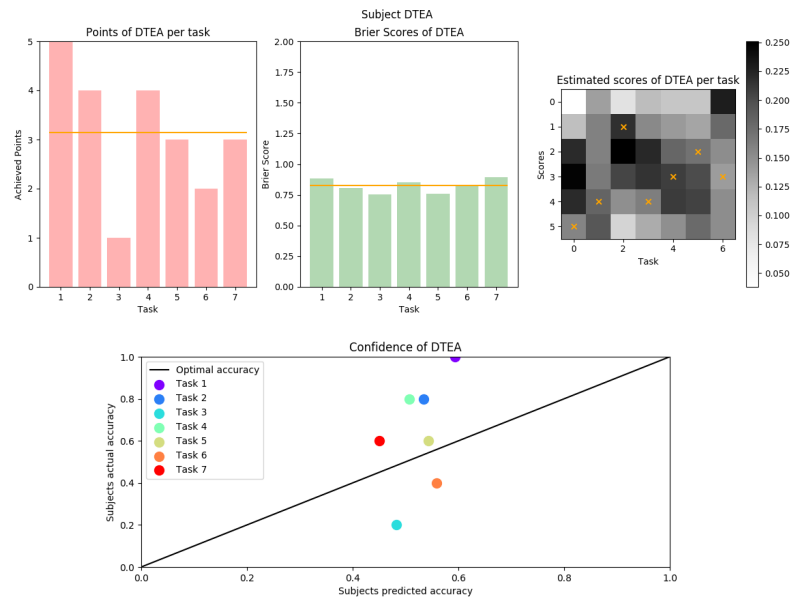 Subject DTEA
Points of DTEA per task
Achieved Points
5
4
3
2
1
0
1 2 3 4 5 6 7
Task
Brier Scores of DTEA
Brier Score
2.00
1.75
1.50
1.25
1.00
0.75
0.50
0.25
0.00
1 2 3 4 5 6 7
Task
Estimated scores of DTEA per task
Scores
0
1
2
3
4
5
0 2 4 6
Task
0.250
0.225
0.200
0.175
0.150
0.125
0.100
0.075
0.050
Confidence of DTEA
Subjects actual accuracy
1.0
0.8
0.6
0.4
0.2
0.0
Optimal accuracy
Task 1
Task 2
Task 3
Task 4
Task 5
Task 6
Task 7
0.0 0.2 0.4 0.6 0.8 1.0
Subjects predicted accuracy